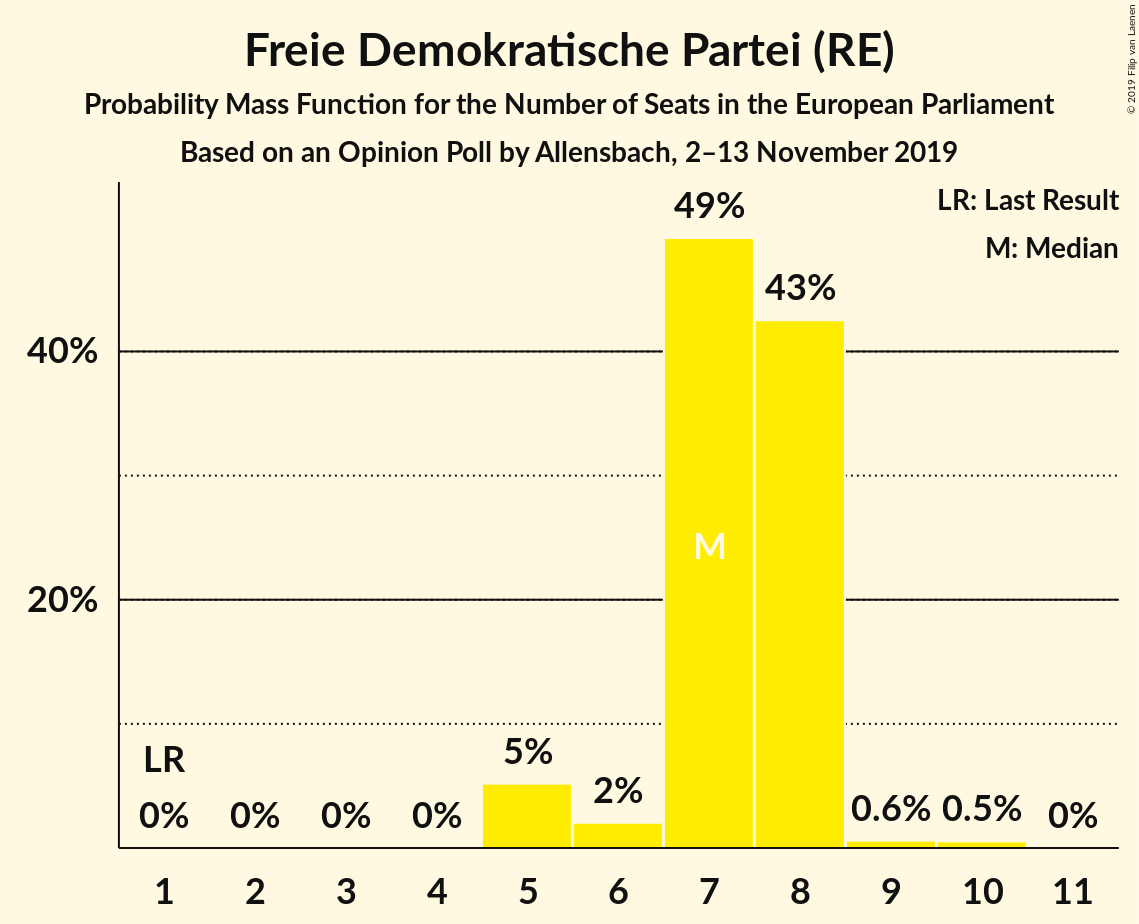 Freie Demokratische Partei (RE)
Probability Mass Function for the Number of Seats in the European Parliament
Based on an Opinion Poll by Allensbach, 2–13 November 2019
© 2019 Filip van Laenen
LR: Last Result
M: Median
49%
43%
40%
M
20%
LR
5%
2%
0% 0% 0% 0% 0.6% 0.5% 0%
1 2 3 4 5 6 7 8 9 10 11